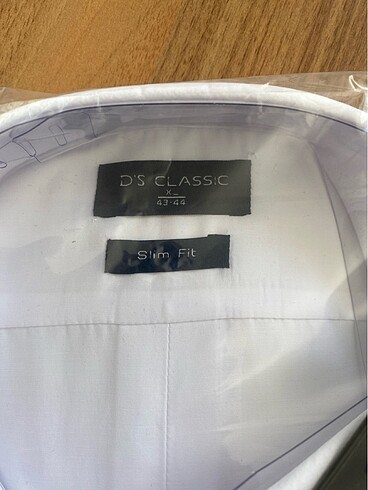 D'S CLASSIC
XL
43-44
Slim Fit